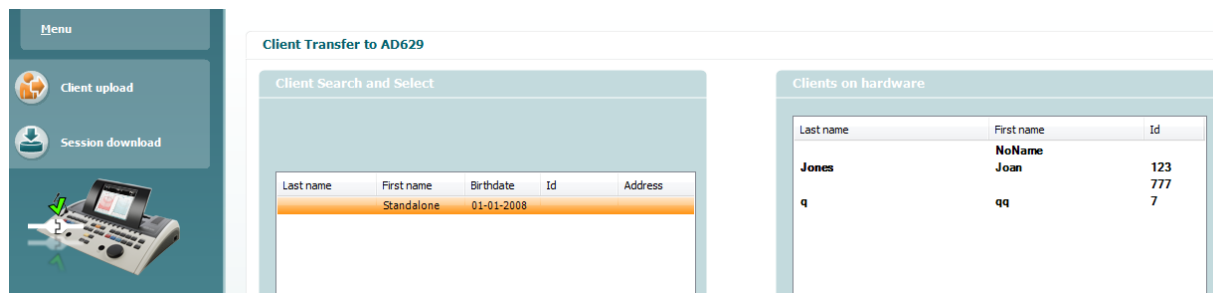 Menu
Client upload
Session download
Client Transfer to AD629
Client Search and Select
Last name First name Birthdate Id Address
Standalone 01-01-2008
Clients on hardware
Last name First name Id
NoName
Jones Joan 123
777
q qq 7